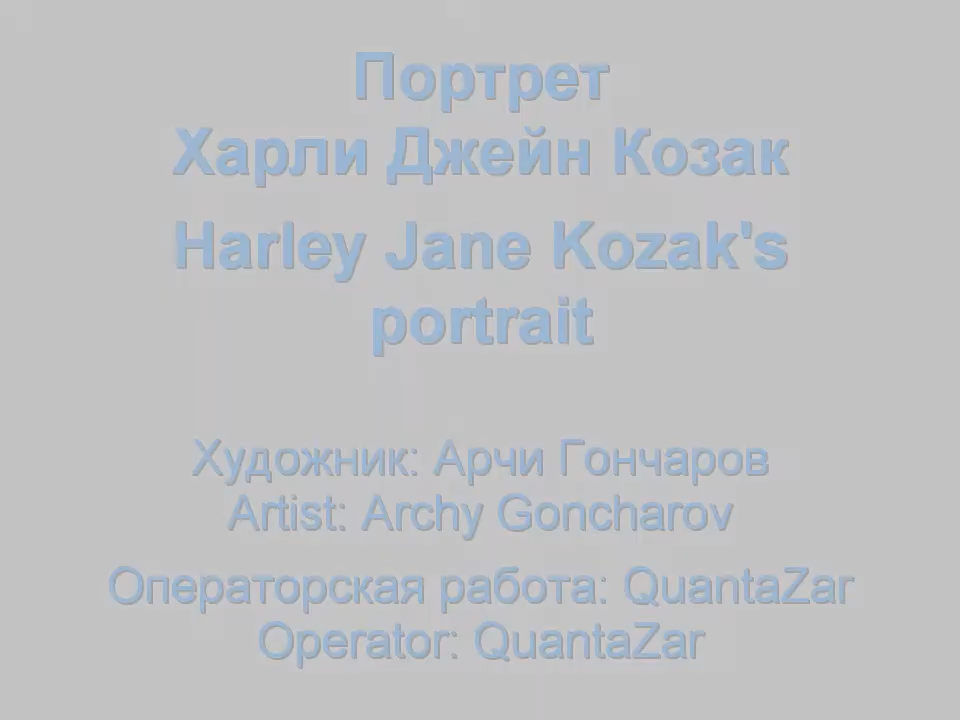 Портрет
Харли Джейн Козак
Harley Jane Kozak's
portrait
Художник: Арчи Гончаров
Artist: Archy Goncharov
Операторская работа: QuantaZar
Operator: QuantaZar